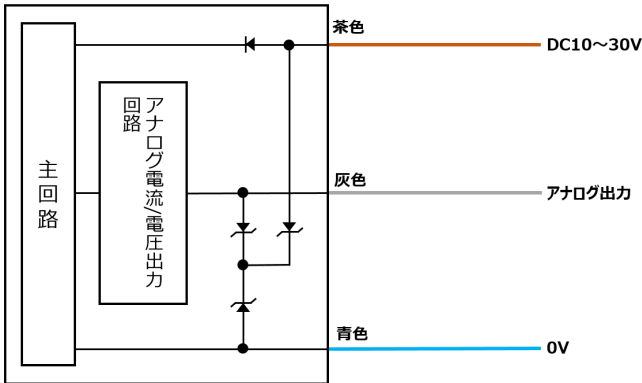 茶色
DC10～30V
主回路
アナログ電流/電圧出力
回路
灰色
アナログ出力
青色
0V